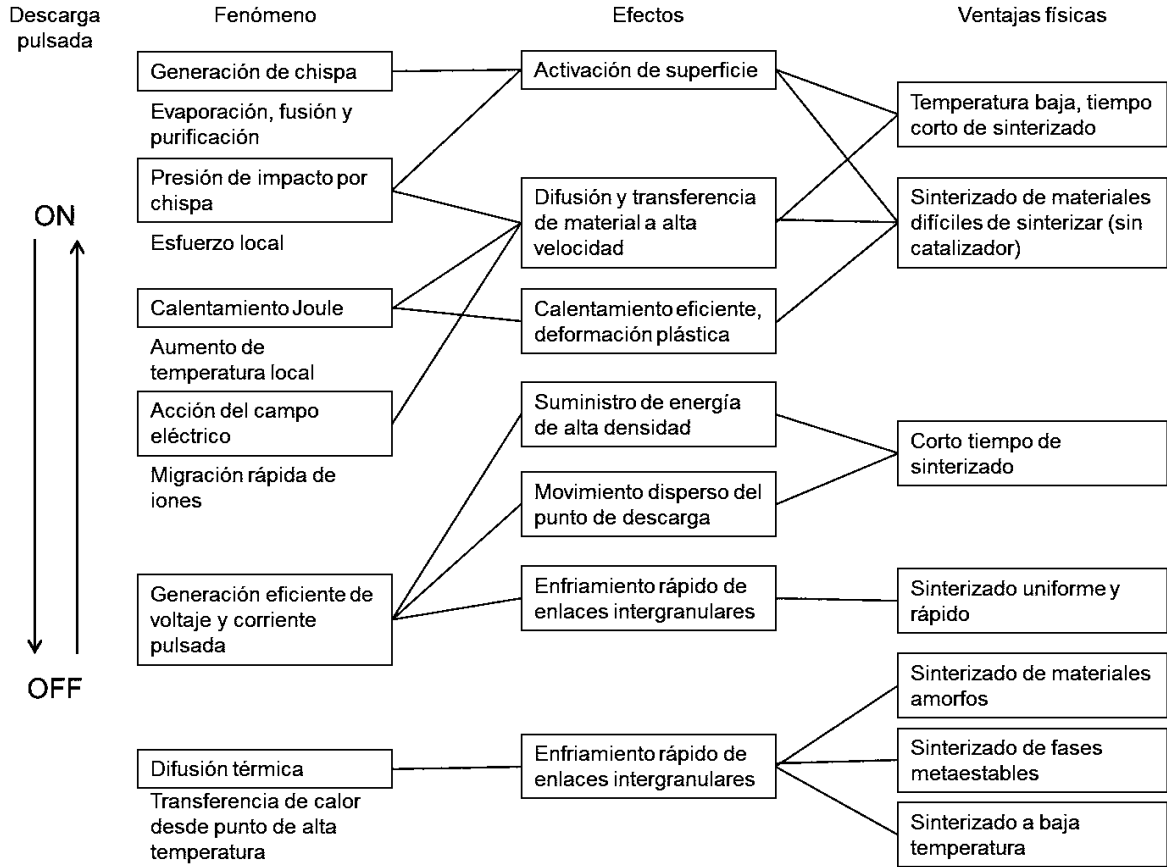 Descarga
pulsada
Fenómeno
Efectos
Ventajas físicas
Generación de chispa
Evaporación, fusión y
purificación
Presión de impacto por
chispa
Esfuerzo local
Calentamiento Joule
Aumento de
temperatura local
Acción del campo
eléctrico
Migración rápida de
iones
Generación eficiente de
voltaje y corriente
pulsada
Difusión térmica
Transferencia de calor
desde punto de alta
temperatura
ON
OFF
Activación de superficie
Difusión y transferencia
de material a alta
velocidad
Calentamiento eficiente,
deformación plástica
Suministro de energía
de alta densidad
Movimiento disperso del
punto de descarga
Enfriamiento rápido de
enlaces intergranulares
Enfriamiento rápido de
enlaces intergranulares
Temperatura baja, tiempo
corto de sinterizado
Sinterizado de materiales
difíciles de sinterizar (sin
catalizador)
Corto tiempo de
sinterizado
Sinterizado uniforme y
rápido
Sinterizado de materiales
amorfos
Sinterizado de fases
metaestables
Sinterizado a baja
temperatura